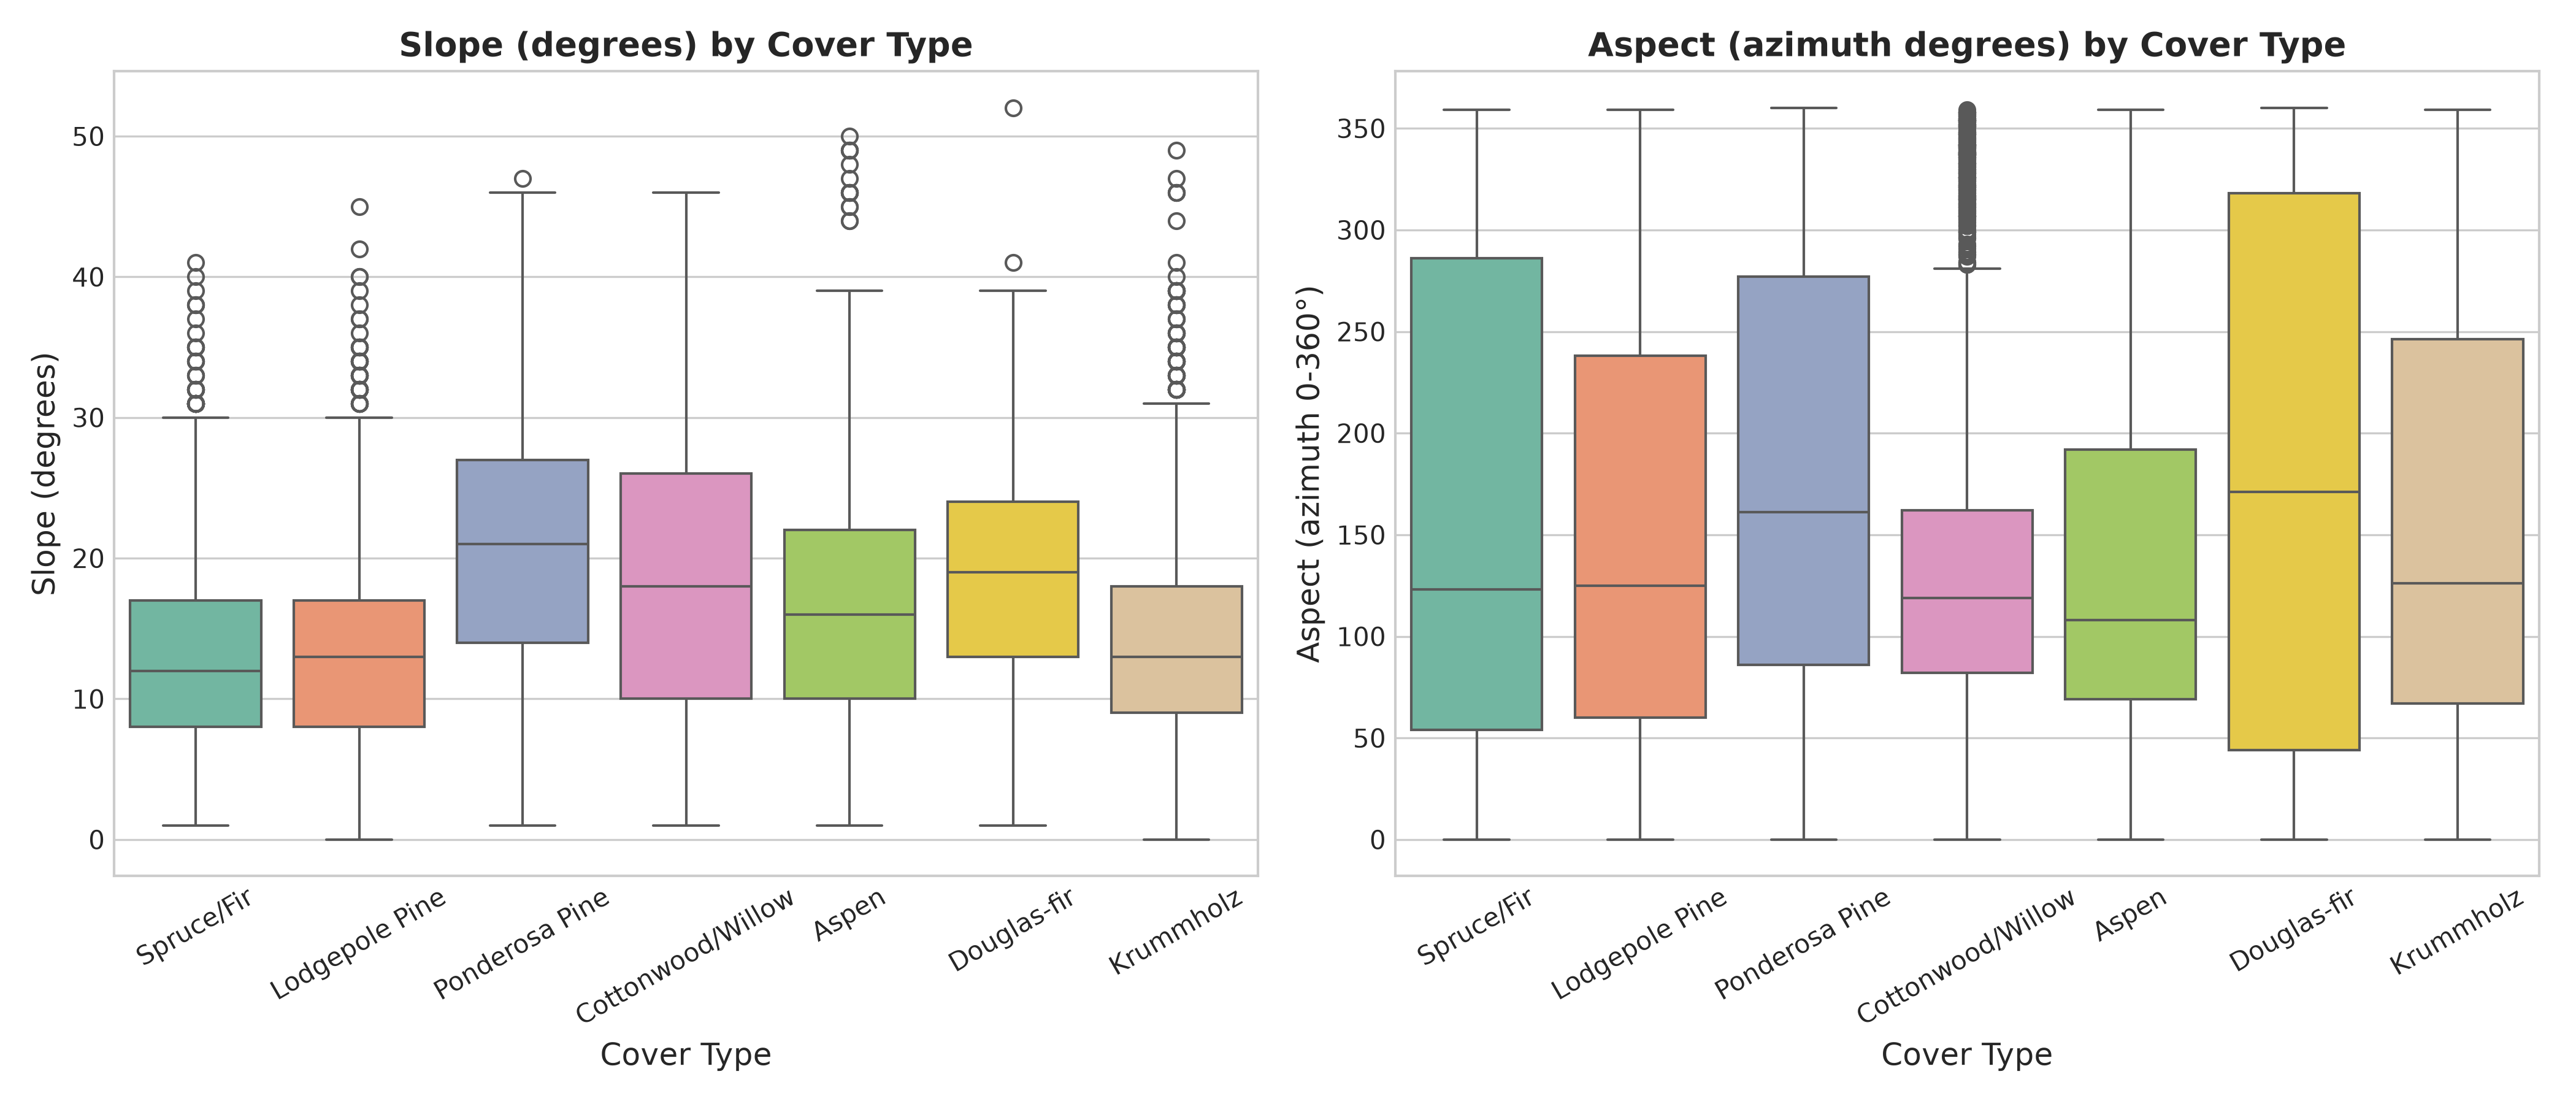 Slope (degrees) by Cover Type
Slope (degrees)
50
40
30
20
10
0
Spruce/Fir
Lodgepole Pine
Ponderosa Pine
Cottonwood/Willow
Aspen
Douglas-fir
Krummholz
Cover Type
Aspect (azimuth degrees) by Cover Type
Aspect (azimuth 0-360°)
350
300
250
200
150
100
50
0
Spruce/Fir
Lodgepole Pine
Ponderosa Pine
Cottonwood/Willow
Aspen
Douglas-fir
Krummholz
Cover Type